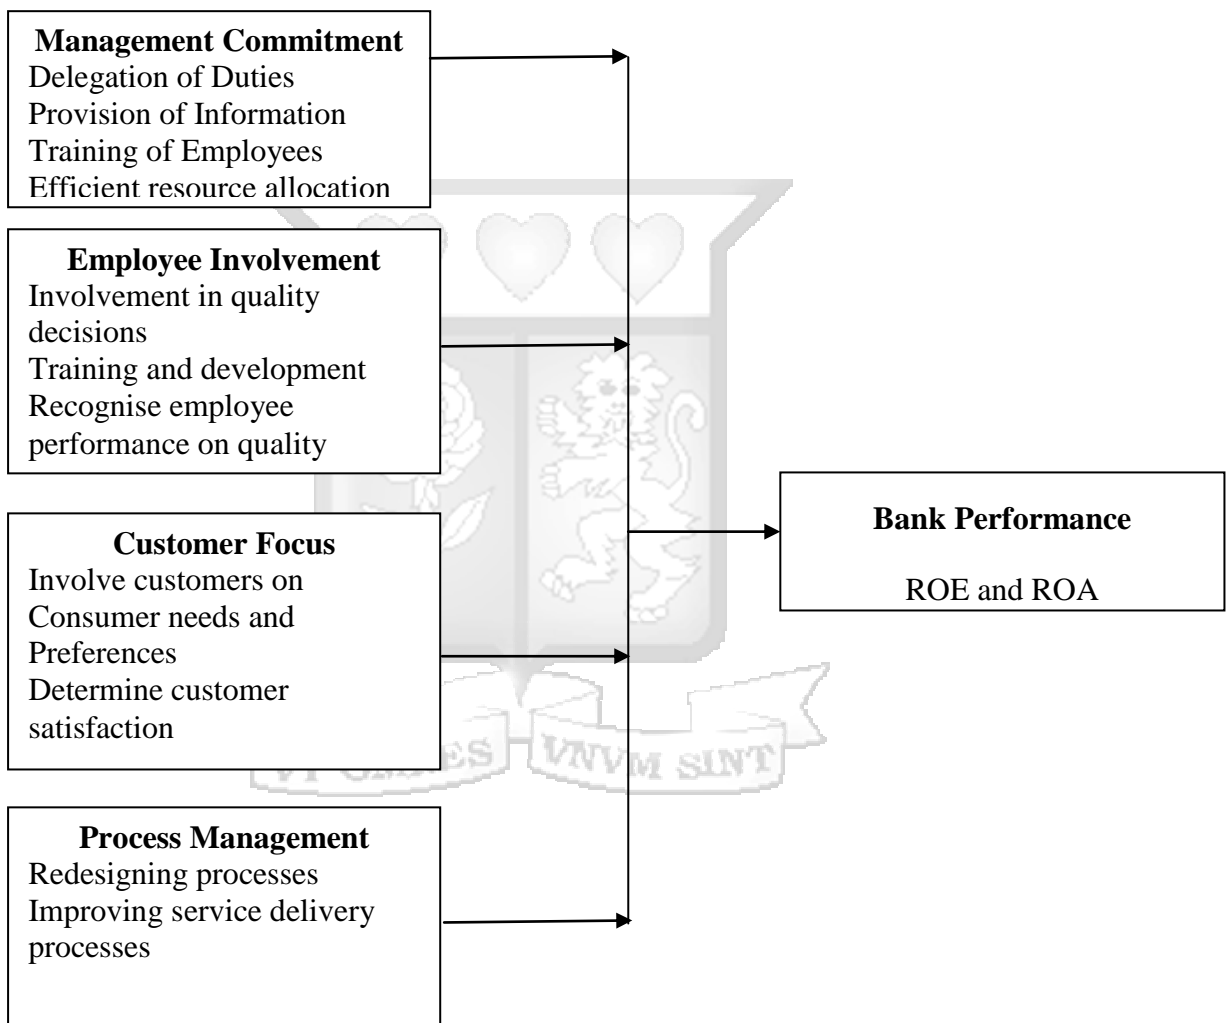 Management Commitment
Delegation of Duties
Provision of Information
Training of Employees
Efficient resource allocation
Employee Involvement
Involvement in quality
decisions
Training and development
Recognise employee
performance on quality
Customer Focus
Involve customers on
Consumer needs and
Preferences
Determine customer
satisfaction
Process Management
Redesigning processes
Improving service delivery
processes
Bank Performance
ROE and ROA
VNVM SINT